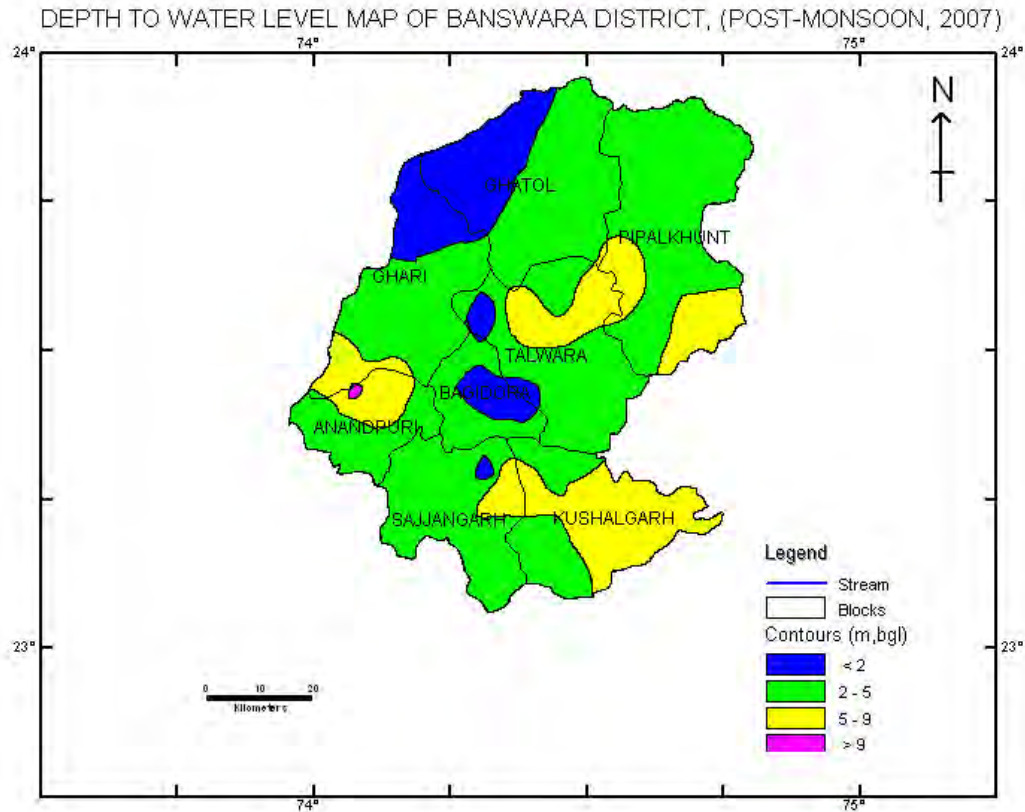 DEPTH TO WATER LEVEL MAP OF BANSWARA DISTRICT, (POST-MONSOON, 2007)
74° 75°
24° 24°
N
GHATOL
PIPALKHUNT
GHARI
TALWARA
BAGIDORA
ANANDPURI
SAJJANGARH KUSHALGARH
Legend
Stream
Blocks
Contours (m,bgl)
< 2
2 - 5
5 - 9
> 9
23° 23°
0 10 20
Kilometers
74° 75°